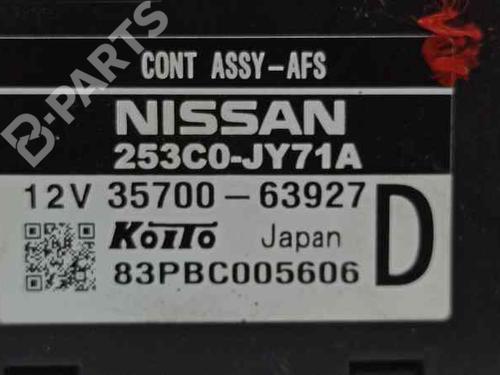 CONT ASSY-AFS
NISSAN
253C0-JY71A
12V 35700-63927
D
KOITO Japan
83PBC005606
B-PARTS